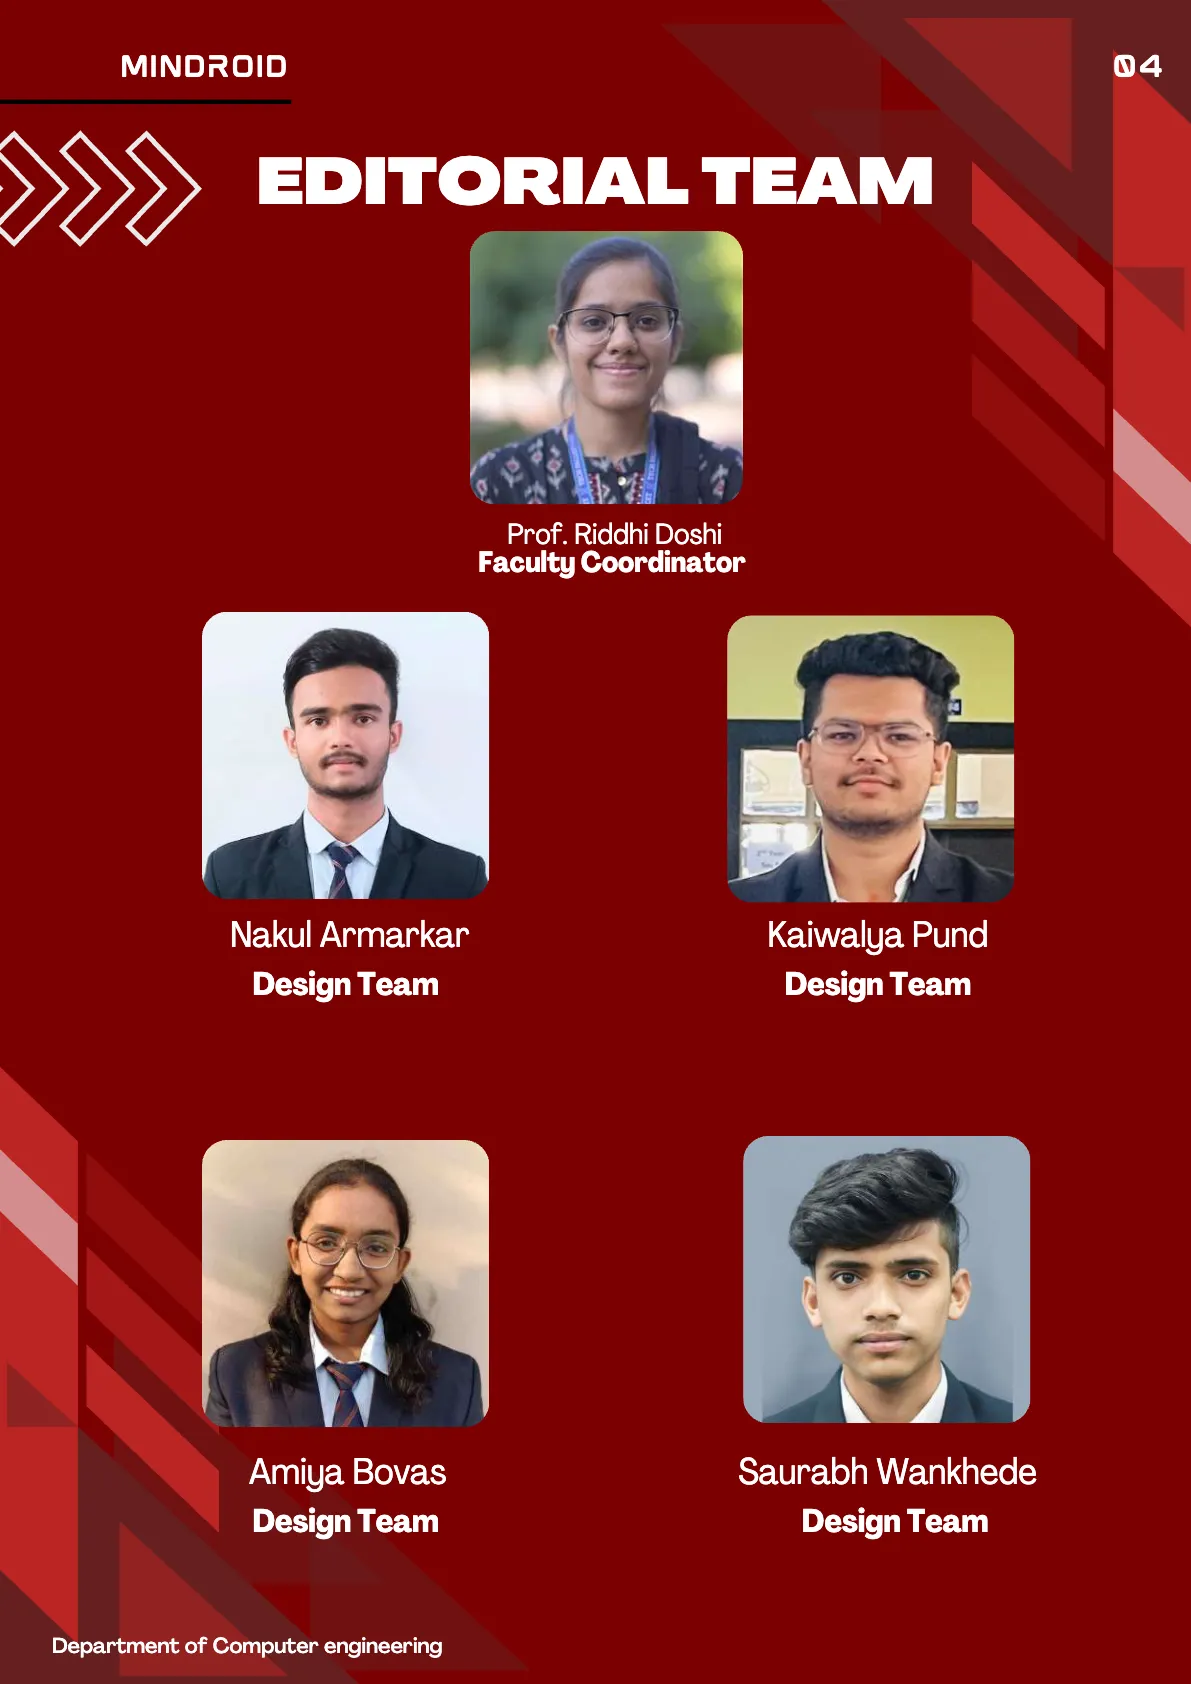 MINDROID
04
EDITORIAL TEAM
Prof. Riddhi Doshi
Faculty Coordinator
Nakul Armarkar
Design Team
Kaiwalya Pund
Design Team
Amiya Bovas
Design Team
Saurabh Wankhede
Design Team
Department of Computer engineering